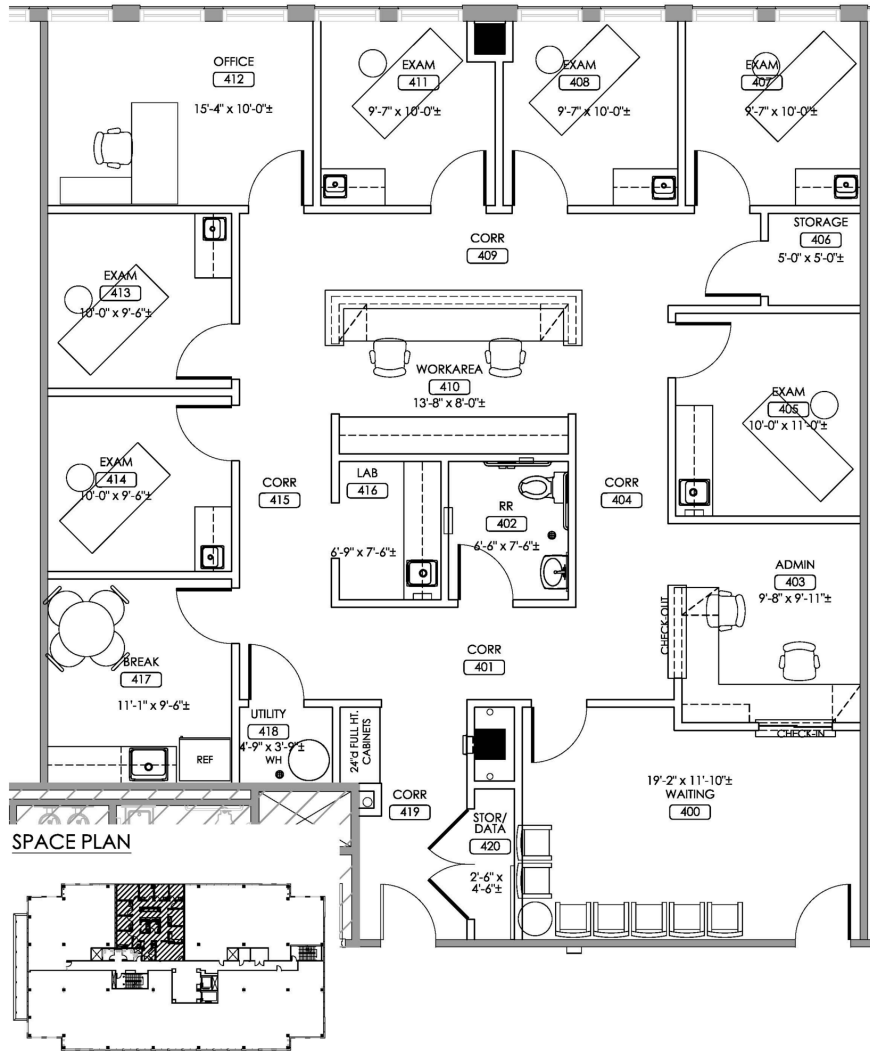 OFFICE
412
15'-4" x 10'-0"±
EXAM
411
9'-7" x 10'-0"±
EXAM
408
9'-7" x 10'-0"±
EXAM
407
9'-7" x 10'-0"±
STORAGE
406
5'-0" x 5'-0"±
CORR
409
EXAM
413
10'-0" x 9'-6"±
WORKAREA
410
13'-8" x 8'-0"±
EXAM
405
10'-0" x 11'-0"±
EXAM
414
10'-0" x 9'-6"±
CORR
415
LAB
416
6'-9" x 7'-6"±
RR
402
6'-6" x 7'-6"±
CORR
404
ADMIN
403
9'-8" x 9'-11"±
CHECK-OUT
CHECK-IN
CORR
401
BREAK
417
11'-1" x 9'-6"±
REF
UTILITY
418
4'-9" x 3'-9"±
WH
24"d FULL HT.
CABINETS
CORR
419
STOR/
DATA
420
2'-6" x
4'-6"±
19'-2" x 11'-10"±
WAITING
400
SPACE PLAN